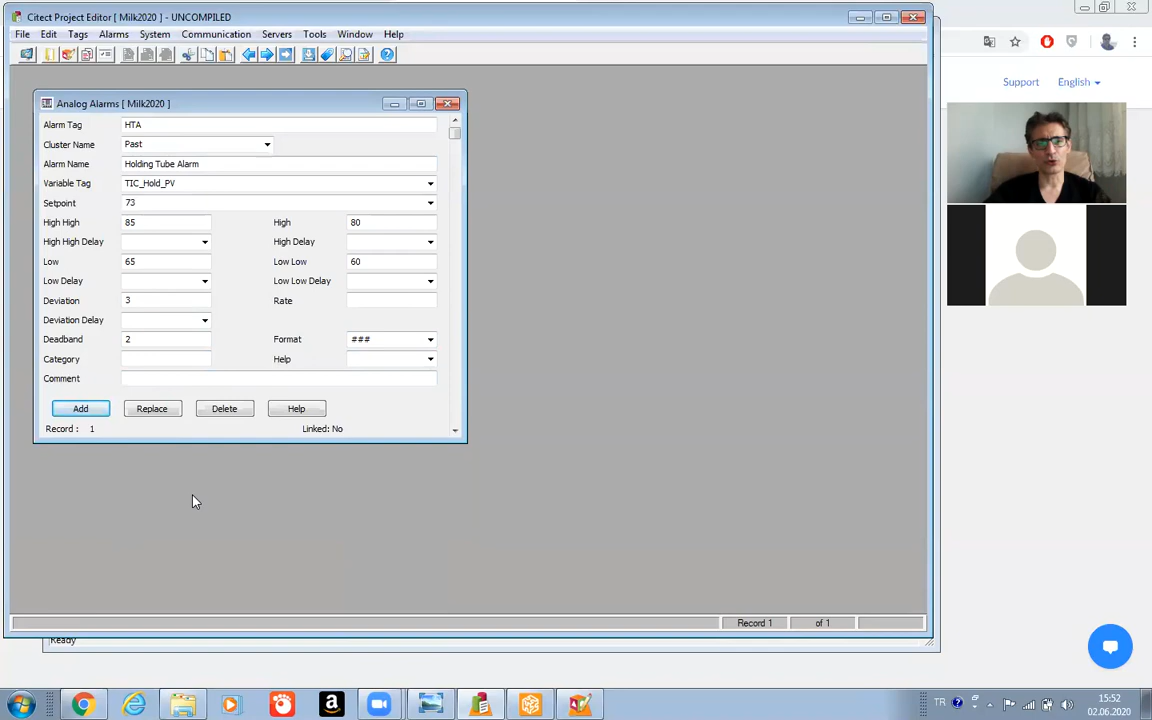 Citect Project Editor [ Milk2020 ] - UNCOMPILED
File Edit Tags Alarms System Communication Servers Tools Window Help
Support English
Analog Alarms [ Milk2020 ]
Alarm Tag HTA
Cluster Name Past
Alarm Name Holding Tube Alarm
Variable Tag TIC_Hold_PV
Setpoint 73
High High 85 High 80
High High Delay High Delay
Low 65 Low Low 60
Low Delay Low Low Delay
Deviation 3 Rate
Deviation Delay
Deadband 2 Format ###
Category Help
Comment
Add Replace Delete Help
Record : 1 Linked: No
Record 1 of 1
Ready
TR
15:52
02.06.2020